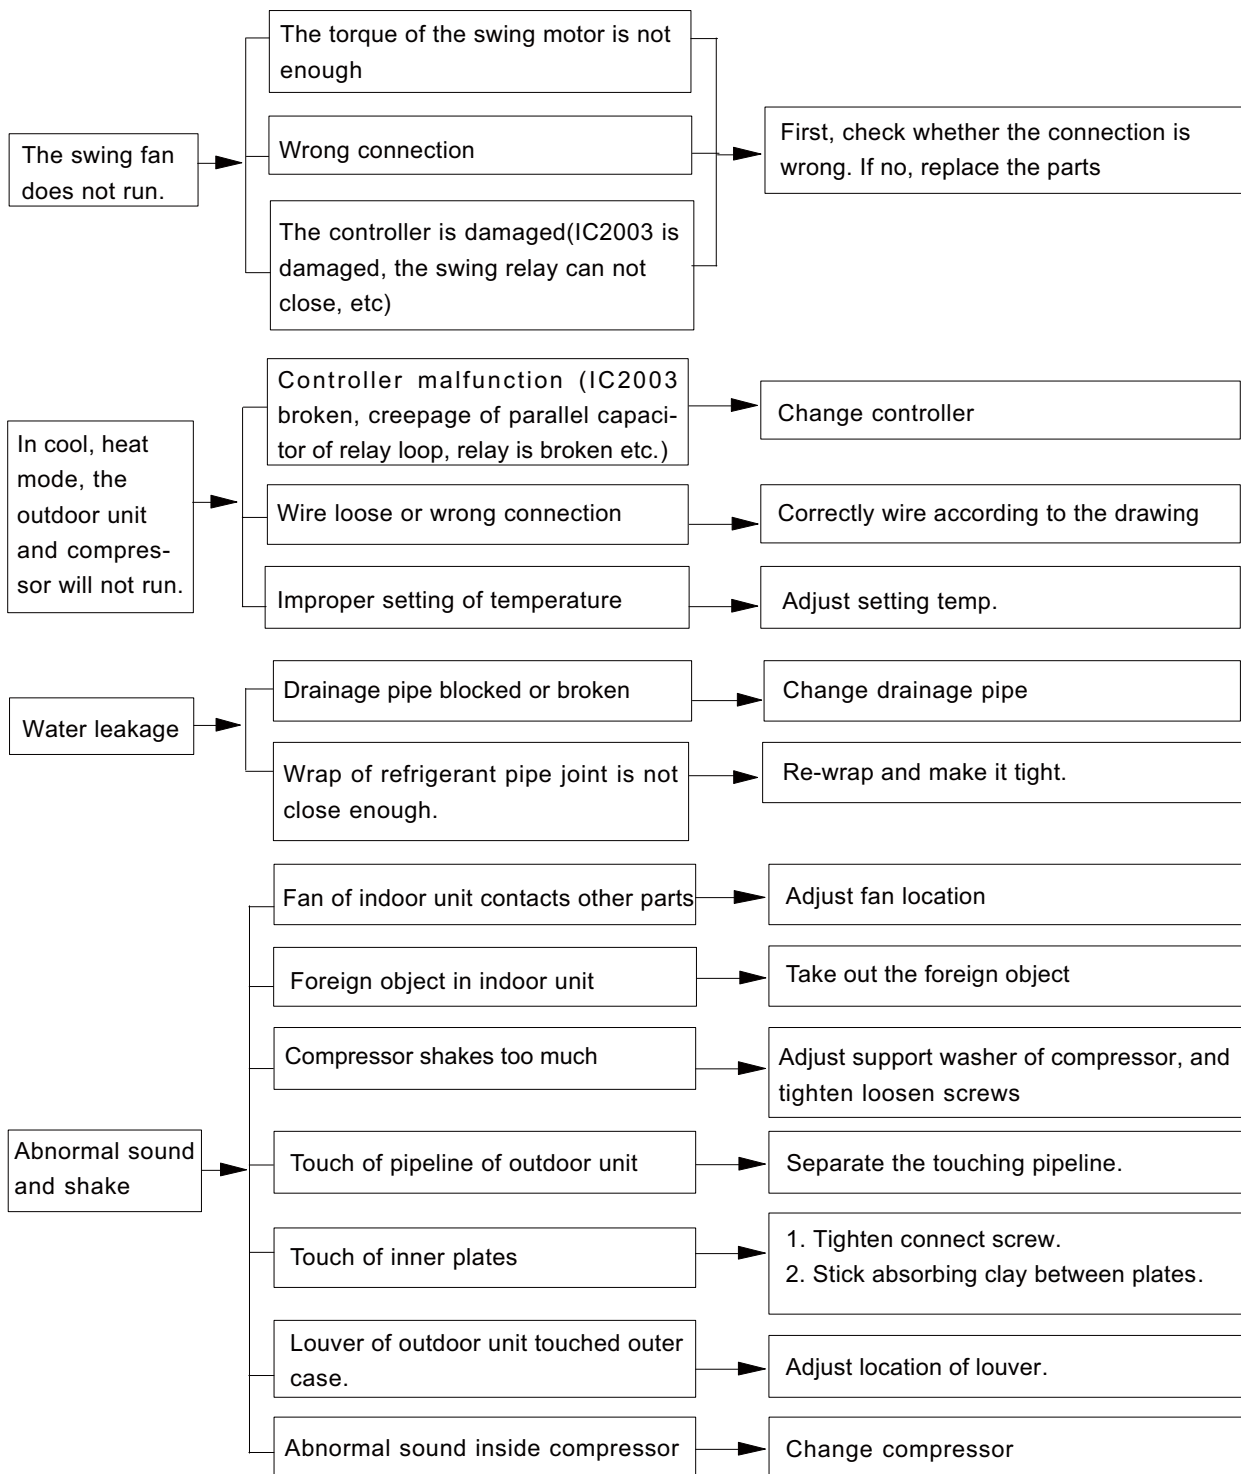 The swing fan
does not run.
The torque of the swing motor is not
enough
Wrong connection
The controller is damaged(IC2003 is
damaged, the swing relay can not
close, etc)
First, check whether the connection is
wrong. If no, replace the parts
In cool, heat
mode, the
outdoor unit
and compres-
sor will not run.
Controller malfunction (IC2003
broken, creepage of parallel capaci-
tor of relay loop, relay is broken etc.)
Change controller
Wire loose or wrong connection
Correctly wire according to the drawing
Improper setting of temperature
Adjust setting temp.
Water leakage
Drainage pipe blocked or broken
Change drainage pipe
Wrap of refrigerant pipe joint is not
close enough.
Re-wrap and make it tight.
Abnormal sound
and shake
Fan of indoor unit contacts other parts
Adjust fan location
Foreign object in indoor unit
Take out the foreign object
Compressor shakes too much
Adjust support washer of compressor, and
tighten loosen screws
Touch of pipeline of outdoor unit
Separate the touching pipeline.
Touch of inner plates
1. Tighten connect screw.
2. Stick absorbing clay between plates.
Louver of outdoor unit touched outer
case.
Adjust location of louver.
Abnormal sound inside compressor
Change compressor